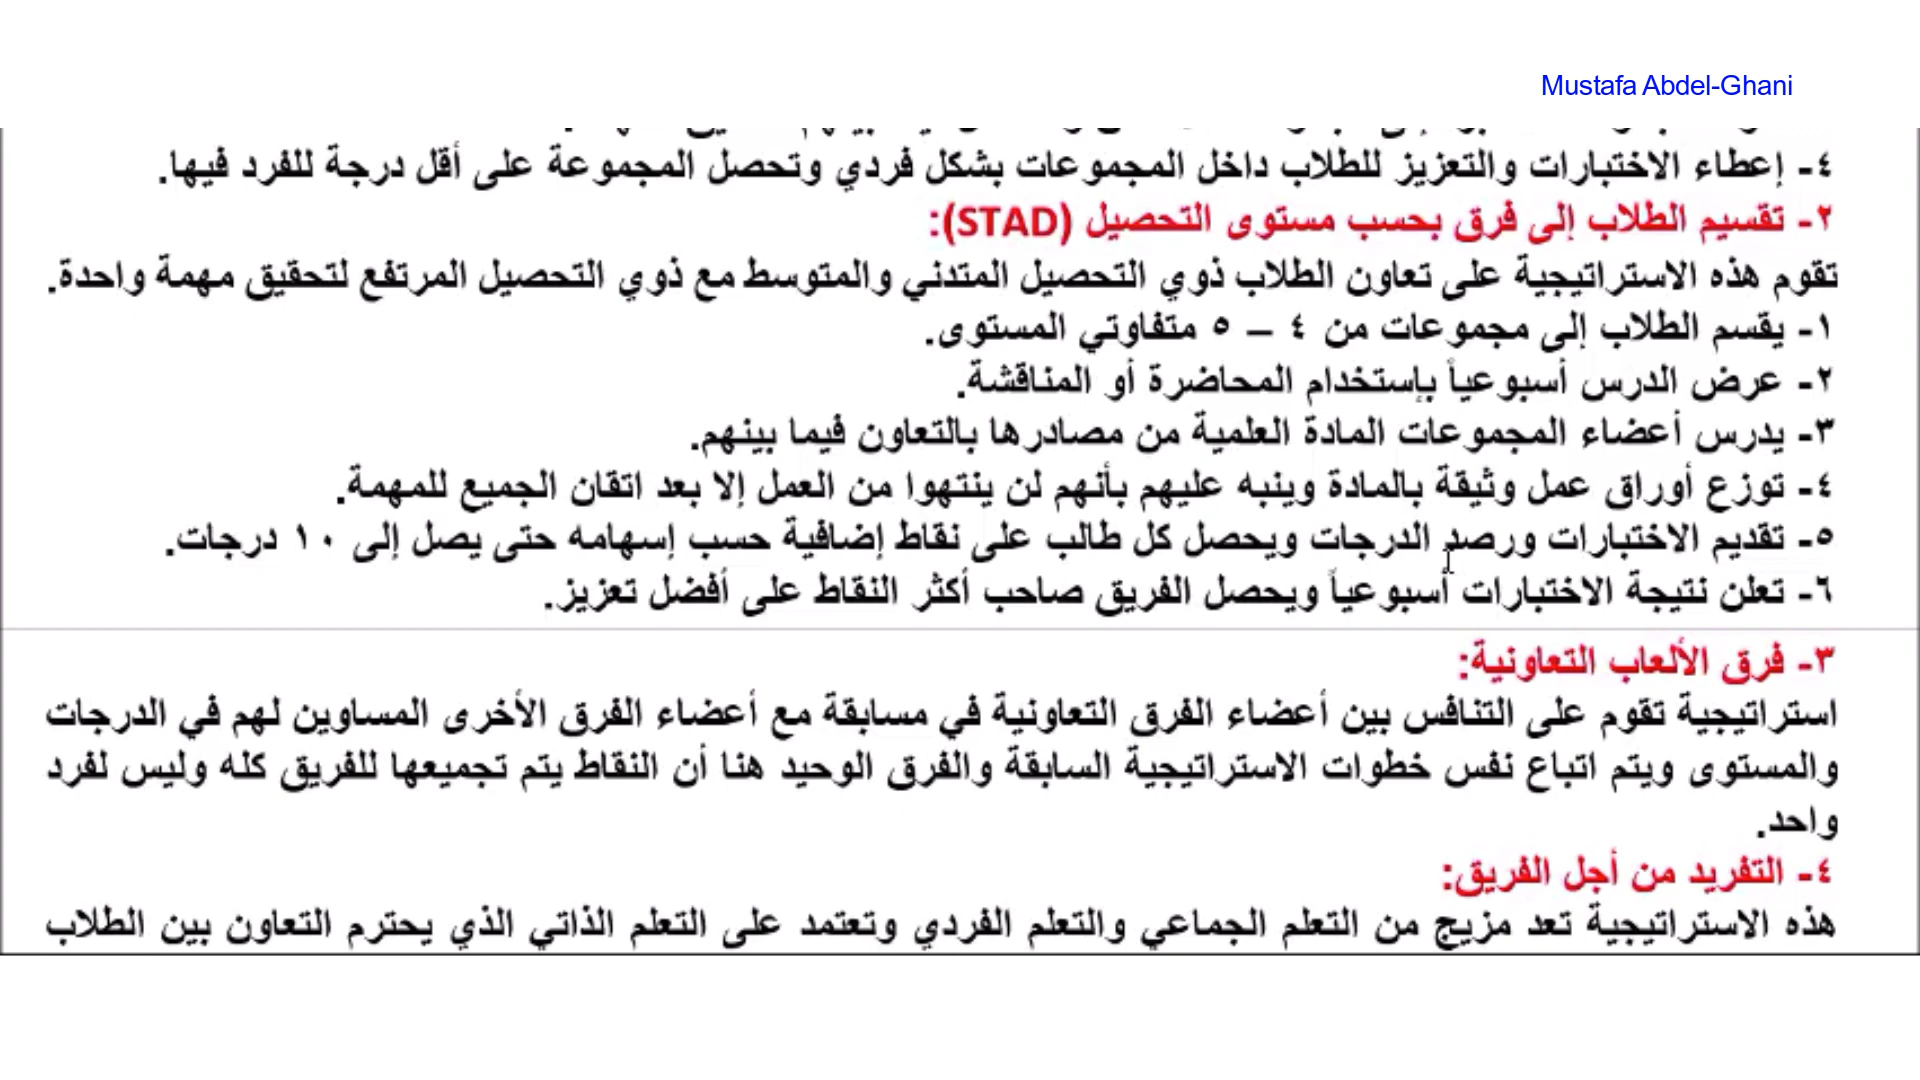 Mustafa Abdel-Ghani
٤- إعطاء الاختبارات والتعزيز للطلاب داخل المجموعات بشكل فردي وتحصل المجموعة على أقل درجة للفرد فيها.
٢- تقسيم الطلاب إلى فرق بحسب مستوى التحصيل (STAD):
تقوم هذه الاستراتيجية على تعاون الطلاب ذوي التحصيل المتدني والمتوسط مع ذوي التحصيل المرتفع لتحقيق مهمة واحدة.
١- يقسم الطلاب إلى مجموعات من ٤ – ٥ متفاوتي المستوى.
٢- عرض الدرس أسبوعياً بإستخدام المحاضرة أو المناقشة.
٣- يدرس أعضاء المجموعات المادة العلمية من مصادرها بالتعاون فيما بينهم.
٤- توزع أوراق عمل وثيقة بالمادة وينبه عليهم بأنهم لن ينتهوا من العمل إلا بعد اتقان الجميع للمهمة.
٥- تقديم الاختبارات ورصد الدرجات ويحصل كل طالب على نقاط إضافية حسب إسهامه حتى يصل إلى ١٠ درجات.
٦- تعلن نتيجة الاختبارات أسبوعياً ويحصل الفريق صاحب أكثر النقاط على أفضل تعزيز.
٣- فرق الألعاب التعاونية:
استراتيجية تقوم على التنافس بين أعضاء الفرق التعاونية في مسابقة مع أعضاء الفرق الأخرى المساوين لهم في الدرجات
والمستوى ويتم اتباع نفس خطوات الاستراتيجية السابقة والفرق الوحيد هنا أن النقاط يتم تجميعها للفريق كله وليس لفرد
واحد.
٤- التفريد من أجل الفريق:
هذه الاستراتيجية تعد مزيج من التعلم الجماعي والتعلم الفردي وتعتمد على التعلم الذاتي الذي يحترم التعاون بين الطلاب